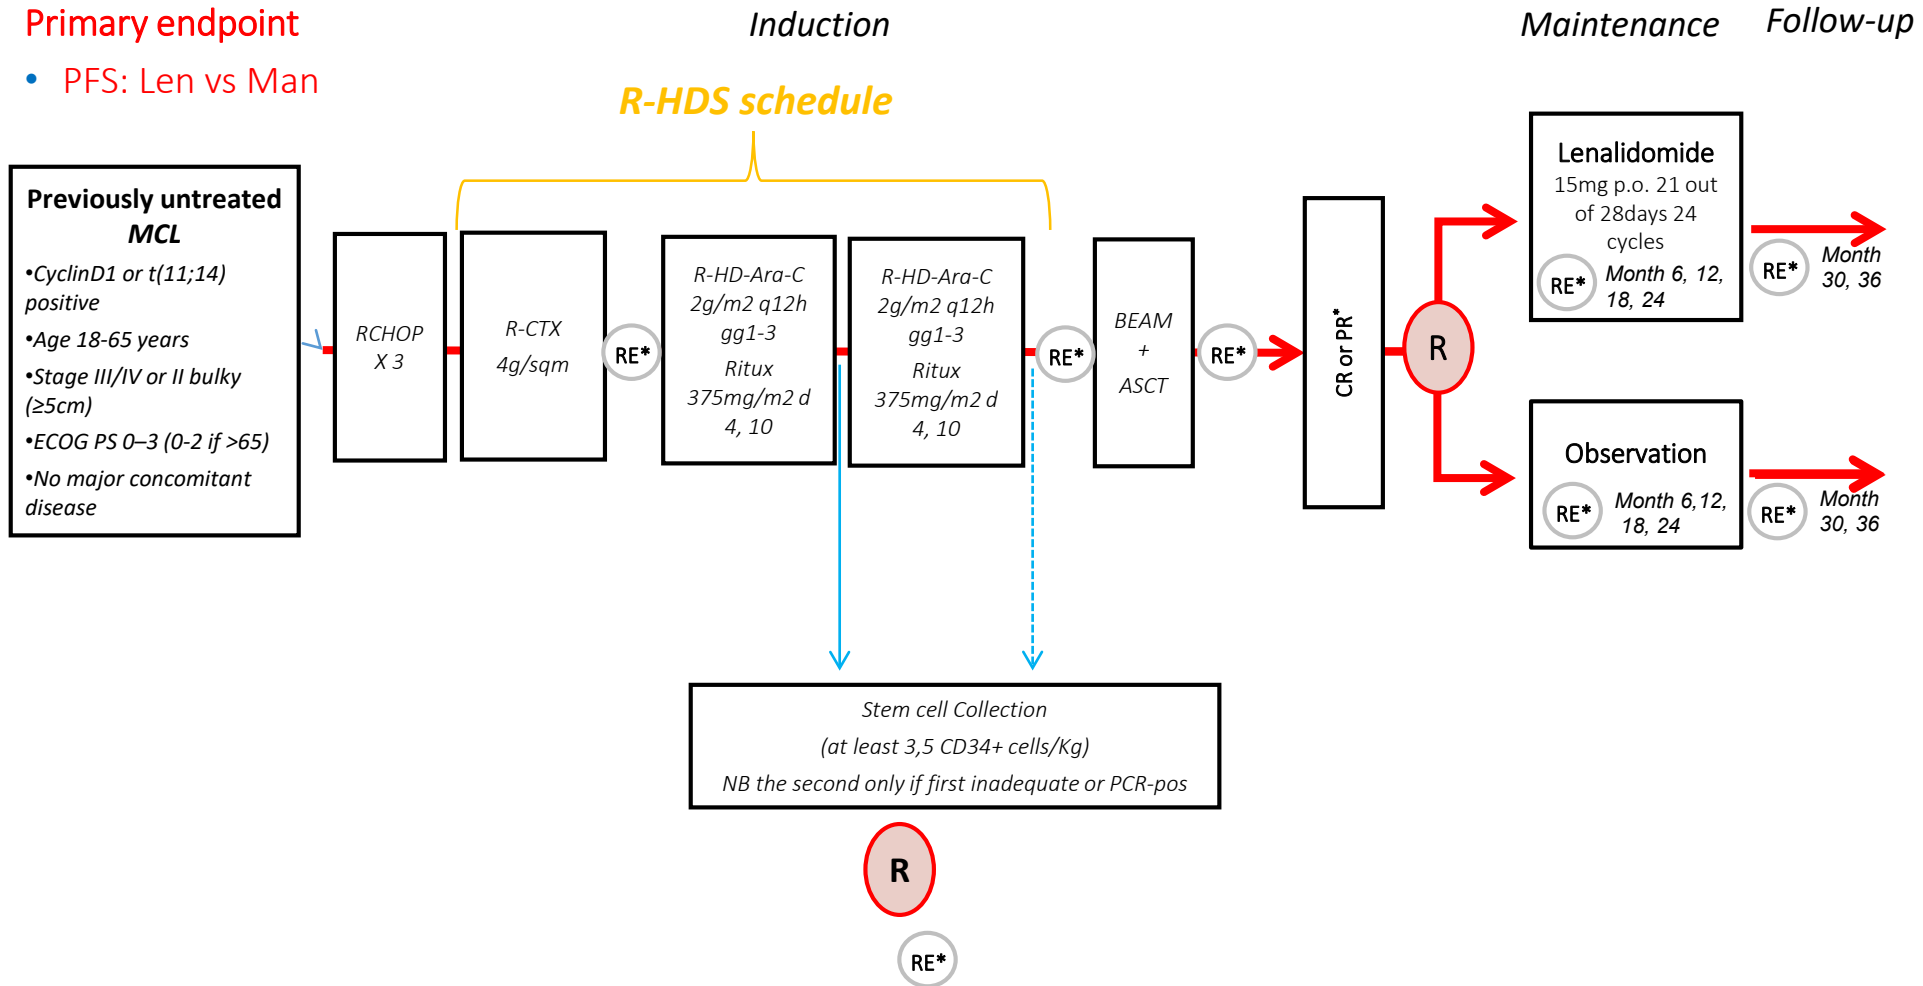 Primary endpoint
• PFS: Len vs Man
Induction
Maintenance
Follow-up
R-HDS schedule
Previously untreated
MCL
•CyclinD1 or t(11;14)
positive
•Age 18-65 years
•Stage III/IV or II bulky
(≥5cm)
•ECOG PS 0–3 (0-2 if >65)
•No major concomitant
disease
RCHOP
X 3
R-CTX
4g/sqm
RE*
R-HD-Ara-C
2g/m2 q12h
gg1-3
Ritux
375mg/m2 d
4, 10
R-HD-Ara-C
2g/m2 q12h
gg1-3
Ritux
375mg/m2 d
4, 10
RE*
BEAM
+
ASCT
RE*
CR or PR*
R
Lenalidomide
15mg p.o. 21 out
of 28days 24
cycles
RE*
Month 6, 12,
18, 24
RE*
Month
30, 36
Observation
RE*
Month 6,12,
18, 24
RE*
Month
30, 36
Stem cell Collection
(at least 3,5 CD34+ cells/Kg)
NB the second only if first inadequate or PCR-pos
R
RE*